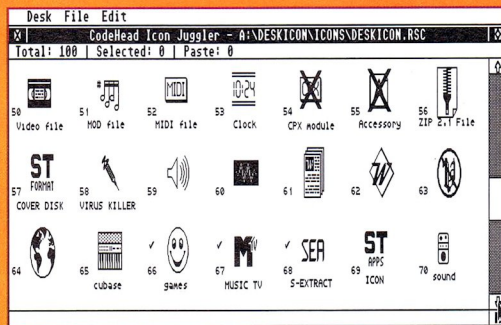 Desk File Edit
CodeHead Icon Juggler - A:\DESKICON\ICONS\DESKICON.RSC
Total: 100 | Selected: 0 | Paste: 0
MIDI 10:24
50 51 52 53 54 55 56
Video file MOD file MIDI file Clock CPX module Accessory ZIP 2.1 File
ST FORMAT
57 58 59 60 61 62 63
COVER DISK VIRUS KILLER
M TV SEA ST APPS
64 65 66 67 68 69 70
cubase games MUSIC TV S-EXTRACT ICON sound